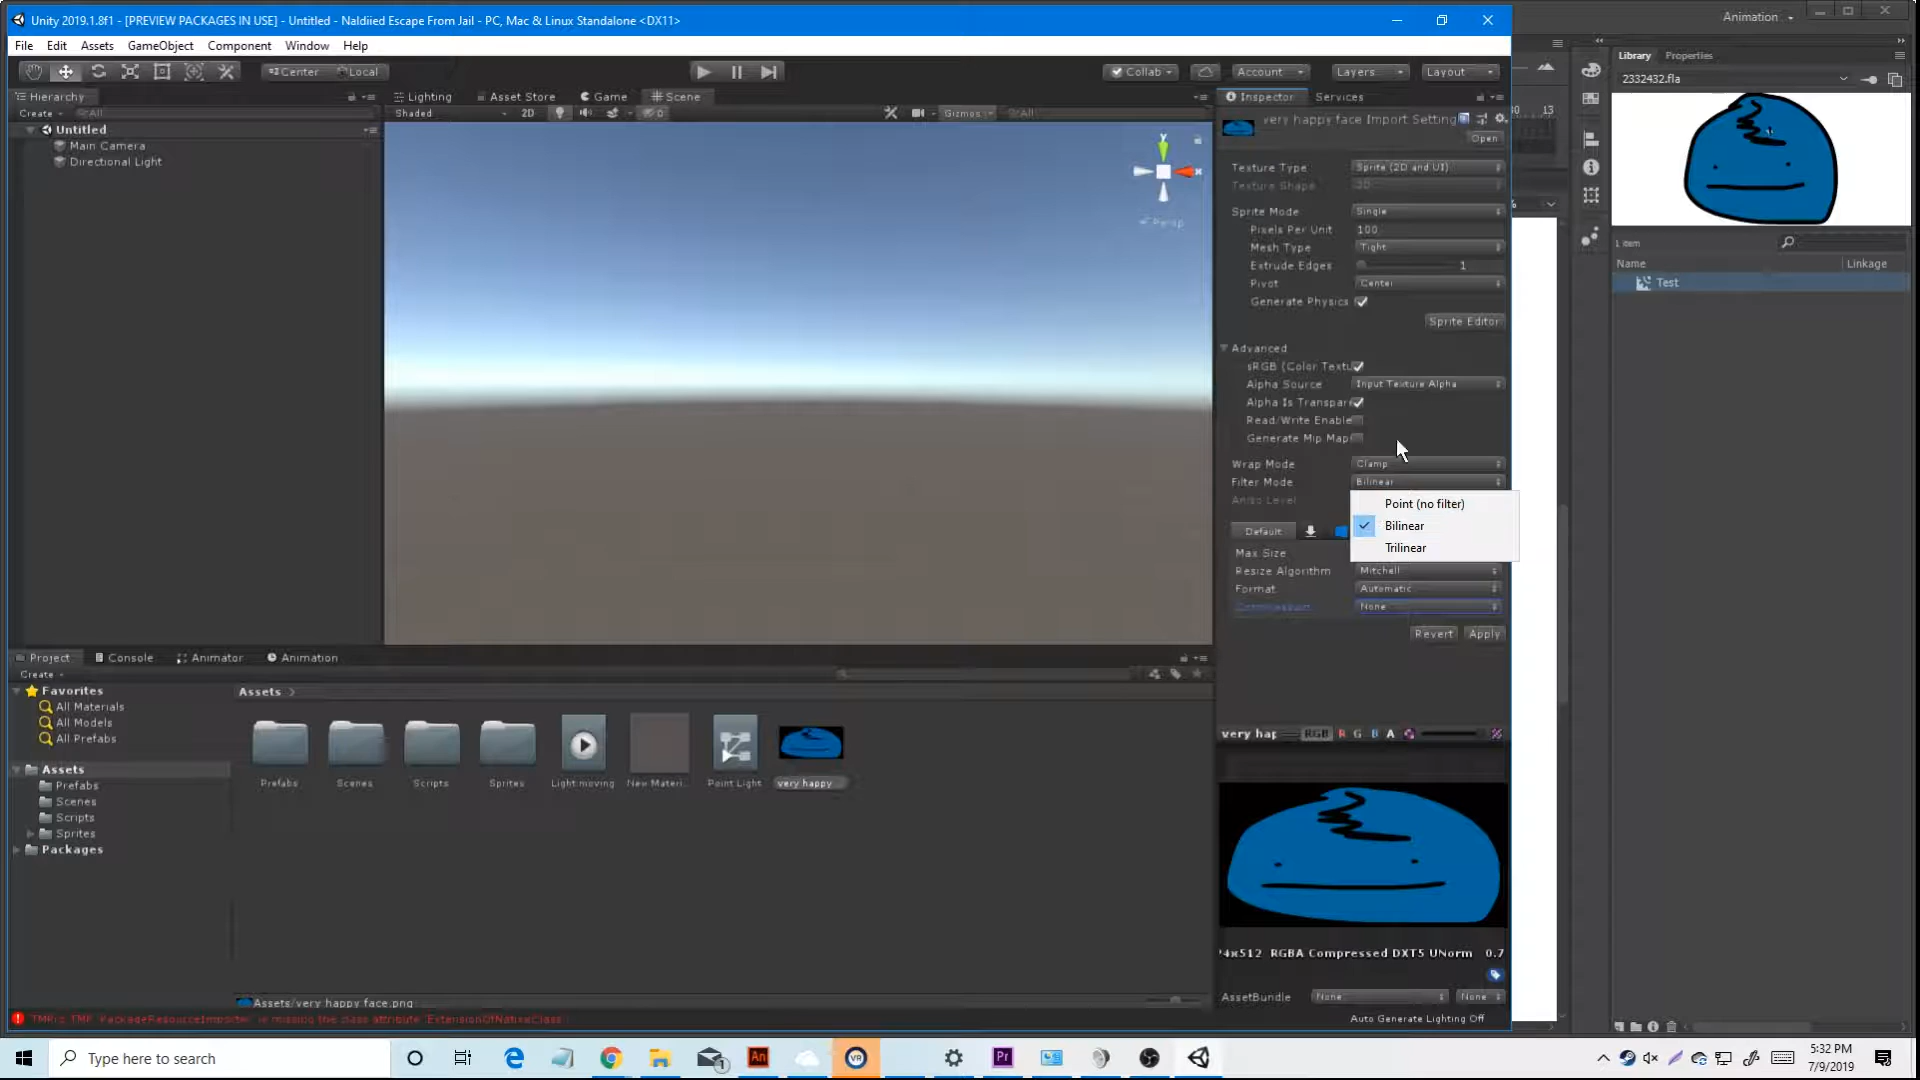 Unity 2019.1.8f1 - [PREVIEW PACKAGES IN USE] - Untitled - Naldiied Escape From Jail - PC, Mac & Linux Standalone <DX11>
File Edit Assets GameObject Component Window Help
Center Local
Collab
Account
Layers
Layout
Hierarchy
Create
All
Untitled
Main Camera
Directional Light
Lighting
Asset Store
Game
Scene
Shaded
2D
Gizmos
All
Persp
Inspector
Services
very happy face Import Setting
Open
Texture Type Sprite (2D and UI)
Texture Shape 2D
Sprite Mode Single
Pixels Per Unit 100
Mesh Type Tight
Extrude Edges 1
Pivot Center
Generate Physics
Sprite Editor
Advanced
sRGB (Color Textu
Alpha Source Input Texture Alpha
Alpha Is Transpar
Read/Write Enable
Generate Mip Map
Wrap Mode Clamp
Filter Mode Bilinear
Aniso Level
Point (no filter)
Bilinear
Trilinear
Default
Max Size
Resize Algorithm Mitchell
Format Automatic
Compression None
Revert Apply
very hap RGB R G B A
4x512 RGBA Compressed DXT5 UNorm 0.7
AssetBundle None None
Auto Generate Lighting Off
Project
Console
Animator
Animation
Create
Favorites
All Materials
All Models
All Prefabs
Assets
Prefabs
Scenes
Scripts
Sprites
Packages
Assets
Prefabs
Scenes
Scripts
Sprites
Light moving
New Materi...
Point Light
very happy
Assets/very happy face.png
is missing the class attribute 'ExtensionOfNativeClass'
Animation
Library
Properties
2332432.fla
1 item
Name
Linkage
Test
13
Type here to search
5:32 PM
7/9/2019